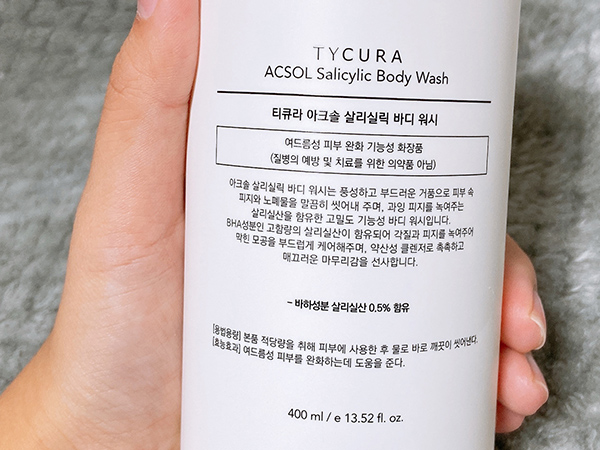 TYCURA
ACSOL Salicylic Body Wash
티큐라 아크솔 살리실릭 바디 워시
여드름성 피부 완화 기능성 화장품
(질병의 예방 및 치료를 위한 의약품 아님)
아크솔 살리실릭 바디 워시는 풍성하고 부드러운 거품으로 피부 속
피지와 노폐물을 말끔히 씻어내 주며, 과잉 피지를 녹여주는
살리실산을 함유한 고밀도 기능성 바디 워시입니다.
BHA성분인 고함량의 살리실산이 함유되어 각질과 피지를 녹여주어
막힌 모공을 부드럽게 케어해주며, 약산성 클렌저로 촉촉하고
매끄러운 마무리감을 선사합니다.
~ 바하성분 살리실산 0.5% 함유
[용법용량] 본품 적당량을 취해 피부에 사용한 후 물로 바로 깨끗이 씻어낸다.
[효능효과] 여드름성 피부를 완화하는데 도움을 준다.
400 ml / e 13.52 fl. oz.